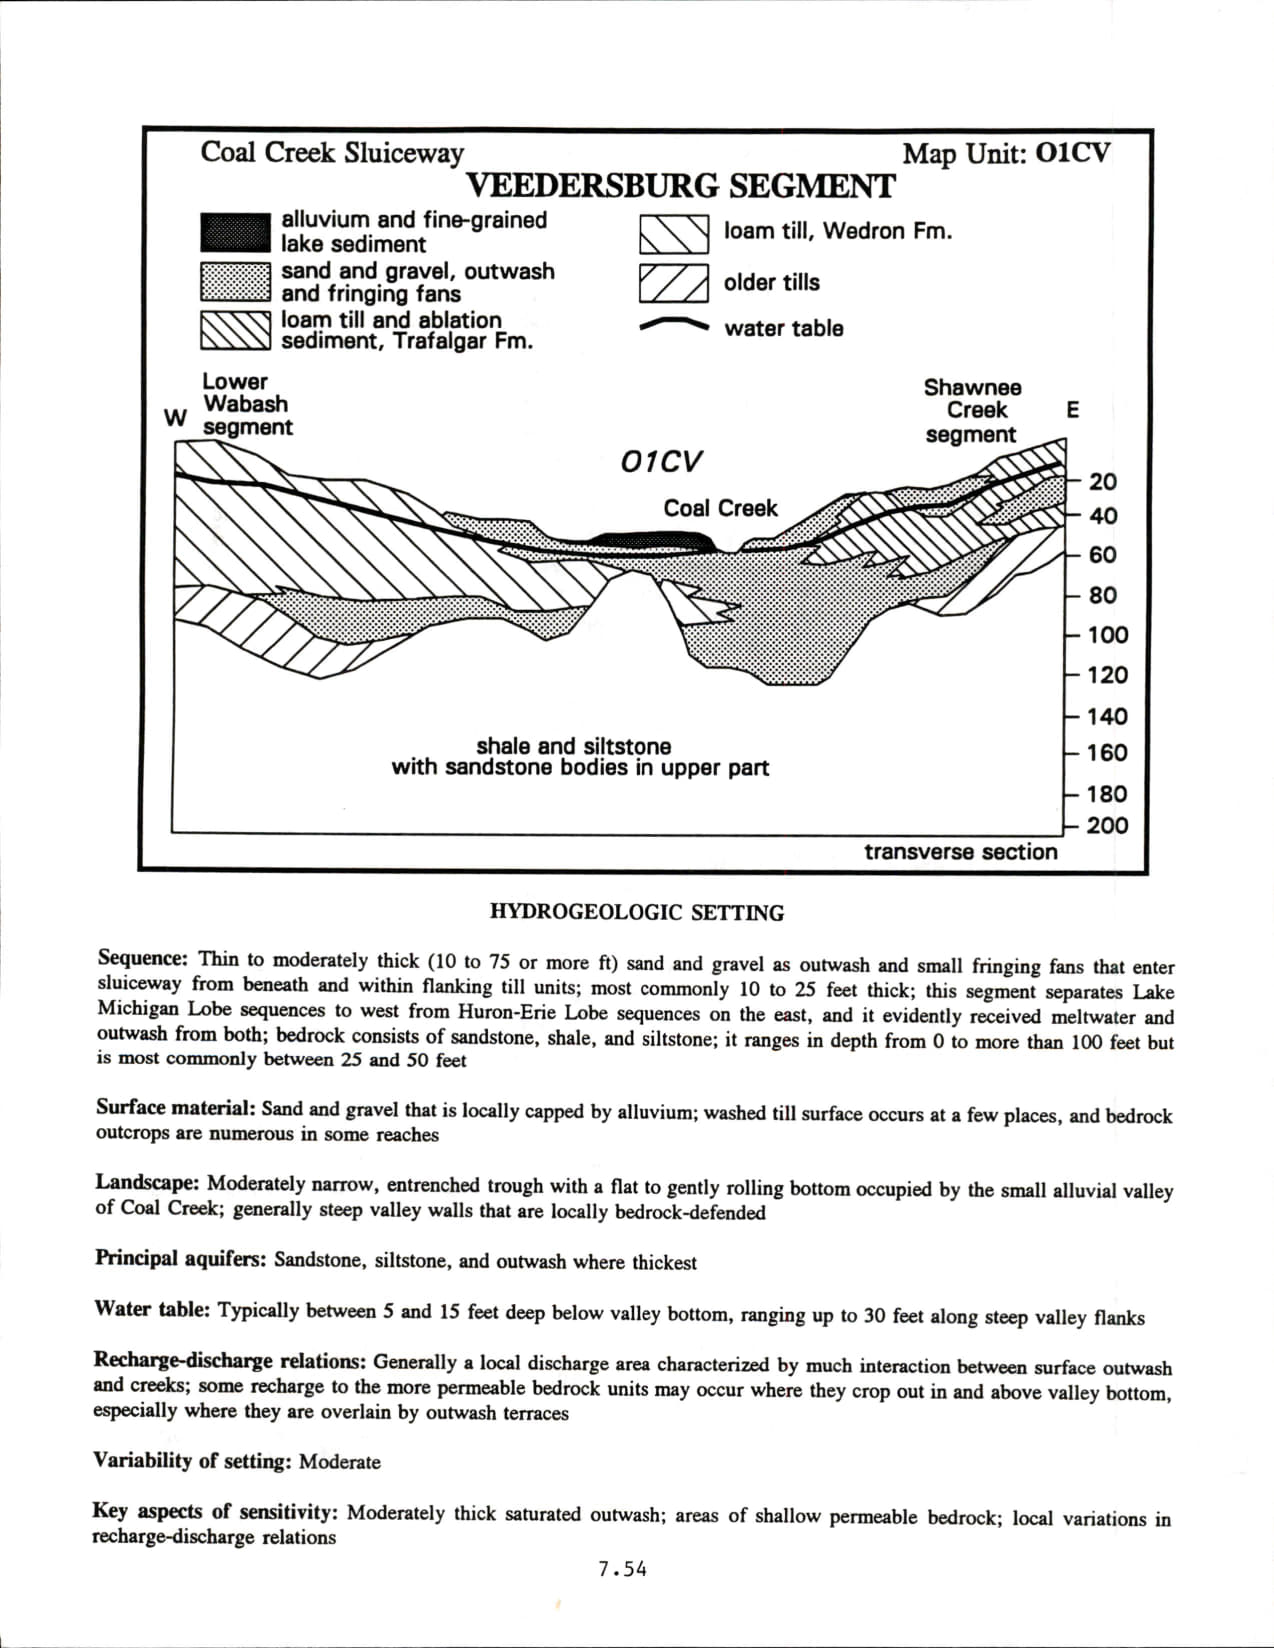 Coal Creek Sluiceway
Map Unit: O1CV
VEEDERSBURG SEGMENT
alluvium and fine-grained
lake sediment
sand and gravel, outwash
and fringing fans
loam till and ablation
sediment, Trafalgar Fm.
loam till, Wedron Fm.
older tills
water table
Lower
Wabash
segment
W
Shawnee
Creek
segment
E
O1CV
Coal Creek
20
40
60
80
100
120
140
160
180
200
shale and siltstone
with sandstone bodies in upper part
transverse section
HYDROGEOLOGIC SETTING
Sequence: Thin to moderately thick (10 to 75 or more ft) sand and gravel as outwash and small fringing fans that enter
sluiceway from beneath and within flanking till units; most commonly 10 to 25 feet thick; this segment separates Lake
Michigan Lobe sequences to west from Huron-Erie Lobe sequences on the east, and it evidently received meltwater and
outwash from both; bedrock consists of sandstone, shale, and siltstone; it ranges in depth from 0 to more than 100 feet but
is most commonly between 25 and 50 feet
Surface material: Sand and gravel that is locally capped by alluvium; washed till surface occurs at a few places, and bedrock
outcrops are numerous in some reaches
Landscape: Moderately narrow, entrenched trough with a flat to gently rolling bottom occupied by the small alluvial valley
of Coal Creek; generally steep valley walls that are locally bedrock-defended
Principal aquifers: Sandstone, siltstone, and outwash where thickest
Water table: Typically between 5 and 15 feet deep below valley bottom, ranging up to 30 feet along steep valley flanks
Recharge-discharge relations: Generally a local discharge area characterized by much interaction between surface outwash
and creeks; some recharge to the more permeable bedrock units may occur where they crop out in and above valley bottom,
especially where they are overlain by outwash terraces
Variability of setting: Moderate
Key aspects of sensitivity: Moderately thick saturated outwash; areas of shallow permeable bedrock; local variations in
recharge-discharge relations
7.54